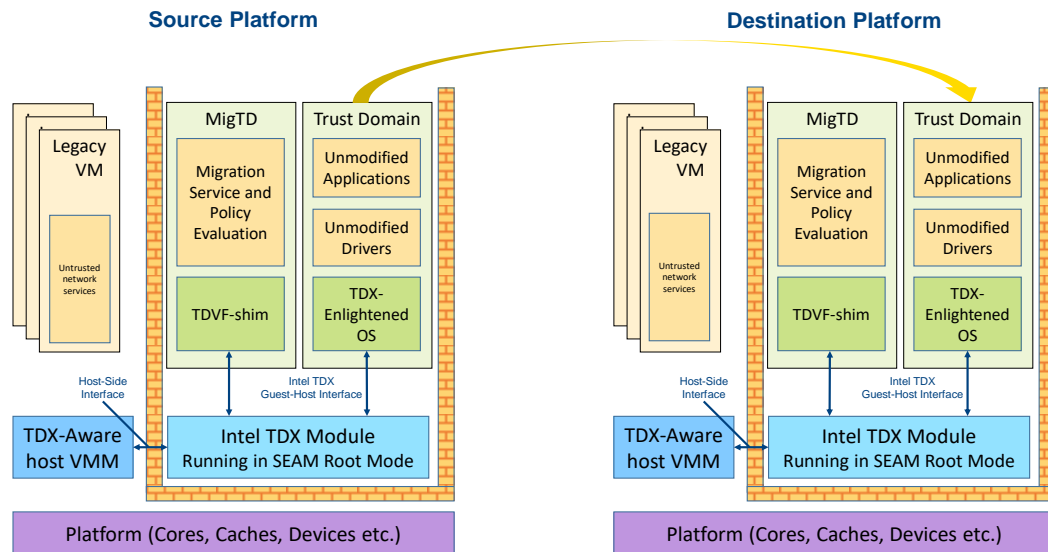 Source Platform
Destination Platform
Legacy
VM
Untrusted
network
services
MigTD
Migration
Service and
Policy
Evaluation
TDVF-shim
Trust Domain
Unmodified
Applications
Unmodified
Drivers
TDX-
Enlightened
OS
Host-Side
Interface
Intel TDX
Guest-Host Interface
TDX-Aware
host VMM
Intel TDX Module
Running in SEAM Root Mode
Platform (Cores, Caches, Devices etc.)
Legacy
VM
Untrusted
network
services
MigTD
Migration
Service and
Policy
Evaluation
TDVF-shim
Trust Domain
Unmodified
Applications
Unmodified
Drivers
TDX-
Enlightened
OS
Host-Side
Interface
Intel TDX
Guest-Host Interface
TDX-Aware
host VMM
Intel TDX Module
Running in SEAM Root Mode
Platform (Cores, Caches, Devices etc.)